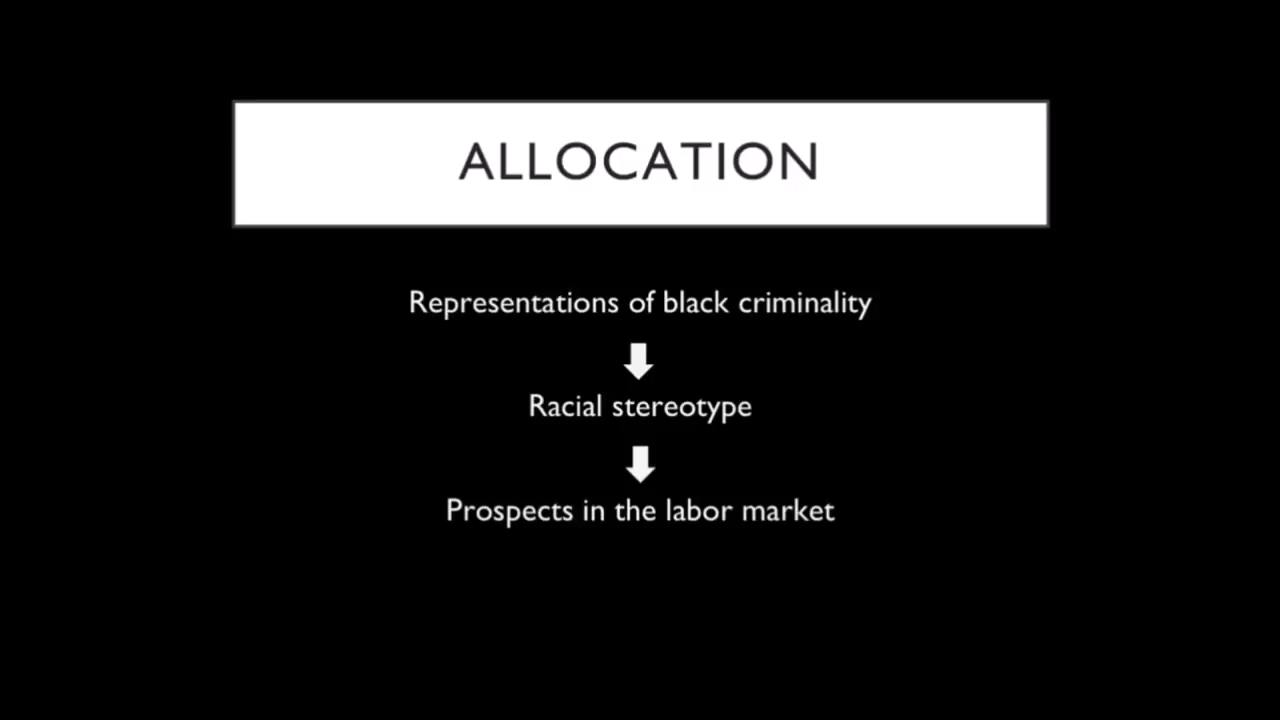 ALLOCATION
Representations of black criminality
Racial stereotype
Prospects in the labor market